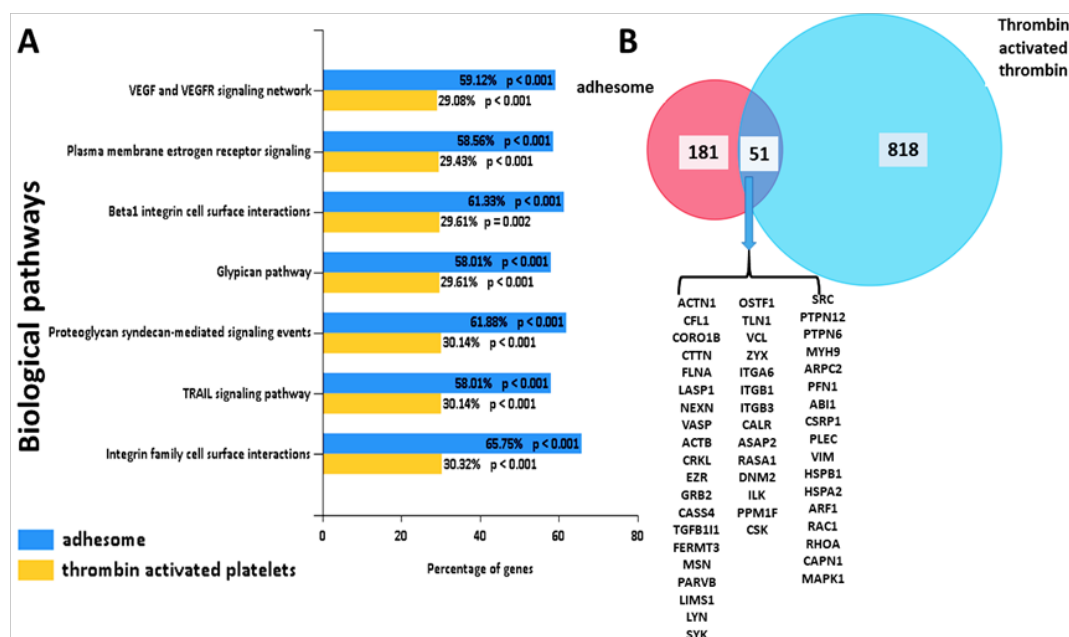 A
Biological pathways
VEGF and VEGFR signaling network
59.12% p < 0.001
29.08% p < 0.001
Plasma membrane estrogen receptor signaling
58.56% p < 0.001
29.43% p < 0.001
Beta1 integrin cell surface interactions
61.33% p < 0.001
29.61% p = 0.002
Glypican pathway
58.01% p < 0.001
29.61% p < 0.001
Proteoglycan syndecan-mediated signaling events
61.88% p < 0.001
30.14% p < 0.001
TRAIL signaling pathway
58.01% p < 0.001
30.14% p < 0.001
Integrin family cell surface interactions
65.75% p < 0.001
30.32% p < 0.001
0 20 40 60 80
Percentage of genes
adhesome
thrombin activated platelets
B
adhesome
Thrombin
activated
thrombin
181
51
818
ACTN1
CFL1
CORO1B
CTTN
FLNA
LASP1
NEXN
VASP
ACTB
CRKL
EZR
GRB2
CASS4
TGFB1I1
FERMT3
MSN
PARVB
LIMS1
LYN
SYK
OSTF1
TLN1
VCL
ZYX
ITGA6
ITGB1
ITGB3
CALR
ASAP2
RASA1
DNM2
ILK
PPM1F
CSK
SRC
PTPN12
PTPN6
MYH9
ARPC2
PFN1
ABI1
CSRP1
PLEC
VIM
HSPB1
HSPA2
ARF1
RAC1
RHOA
CAPN1
MAPK1